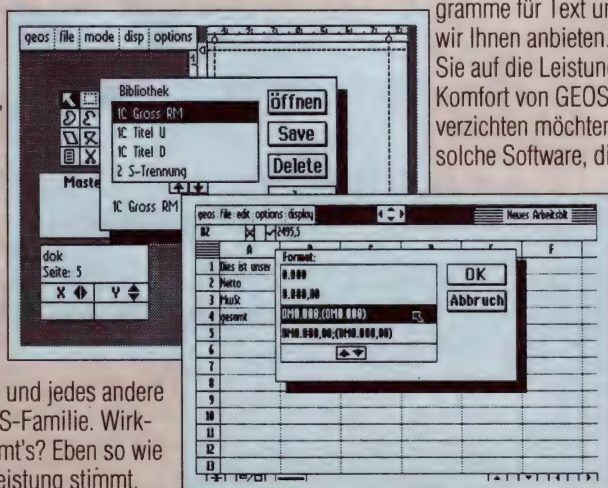 gramme für Text un
wir Ihnen anbieten.
Sie auf die Leistung
Komfort von GEOS
verzichten möchten
solche Software, di
geos file mode disp options
Bibliothek
1C Gross RM
1C Titel U
1C Titel D
2 S-Trennung
öffnen
Save
Delete
1C Gross RM
Maste
dok
Seite: 5
X Y
geos file edit options display
Neues Arbeitsblt
B2
2495,5
A
F
1 Dies ist unser
2 Netto
3 MwSt
4 gesamt
5
6
7
8
9
10
11
12
13
Format:
0.000
0.000,00
DM0.000;(DM0.000)
DM0.000,00;(DM0.000,00)
OK
Abbruch
und jedes andere
S-Familie. Wirk-
mt's? Eben so wie
eistung stimmt.